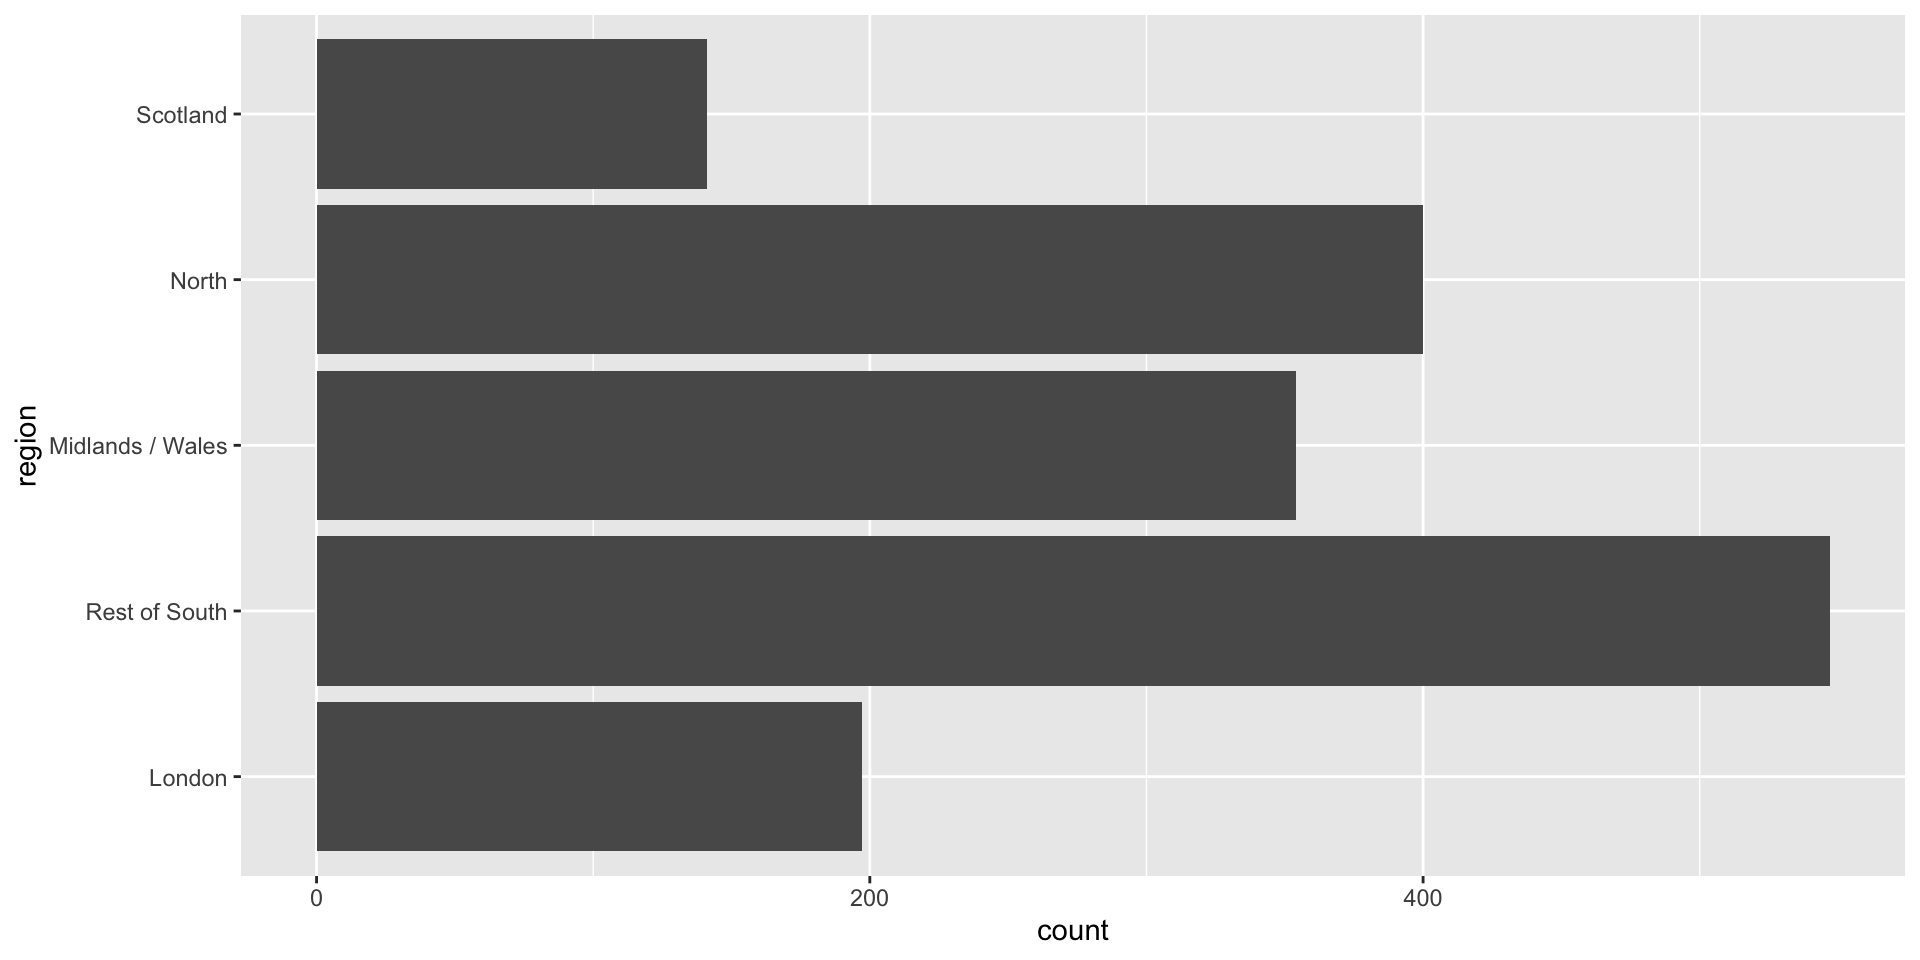 Scotland
North
Midlands / Wales
Rest of South
London
region
0 200 400
count